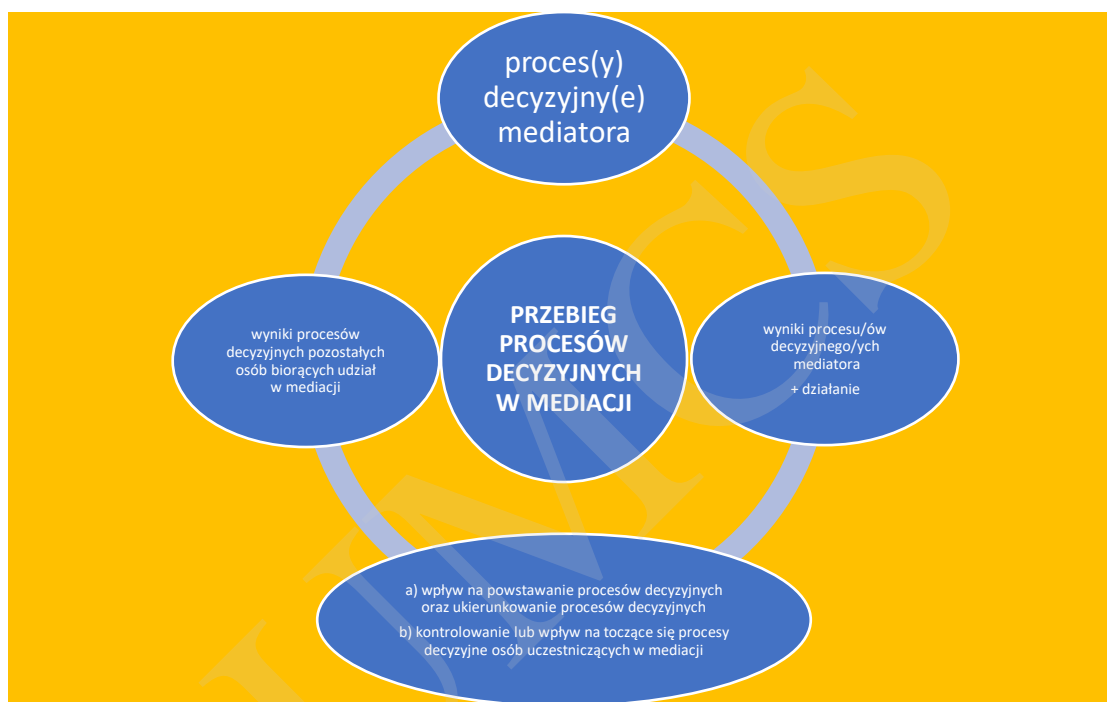 proces(y)
decyzyjny(e)
mediatora
PRZEBIEG
PROCESÓW
DECYZYJNYCH
W MEDIACJI
wyniki procesów
decyzyjnych pozostałych
osób biorących udział
w mediacji
wyniki procesu/ów
decyzyjnego/ych
mediatora
+ działanie
a) wpływ na powstawanie procesów decyzyjnych
oraz ukierunkowanie procesów decyzyjnych
b) kontrolowanie lub wpływ na toczące się procesy
decyzyjne osób uczestniczących w mediacji
UMCS